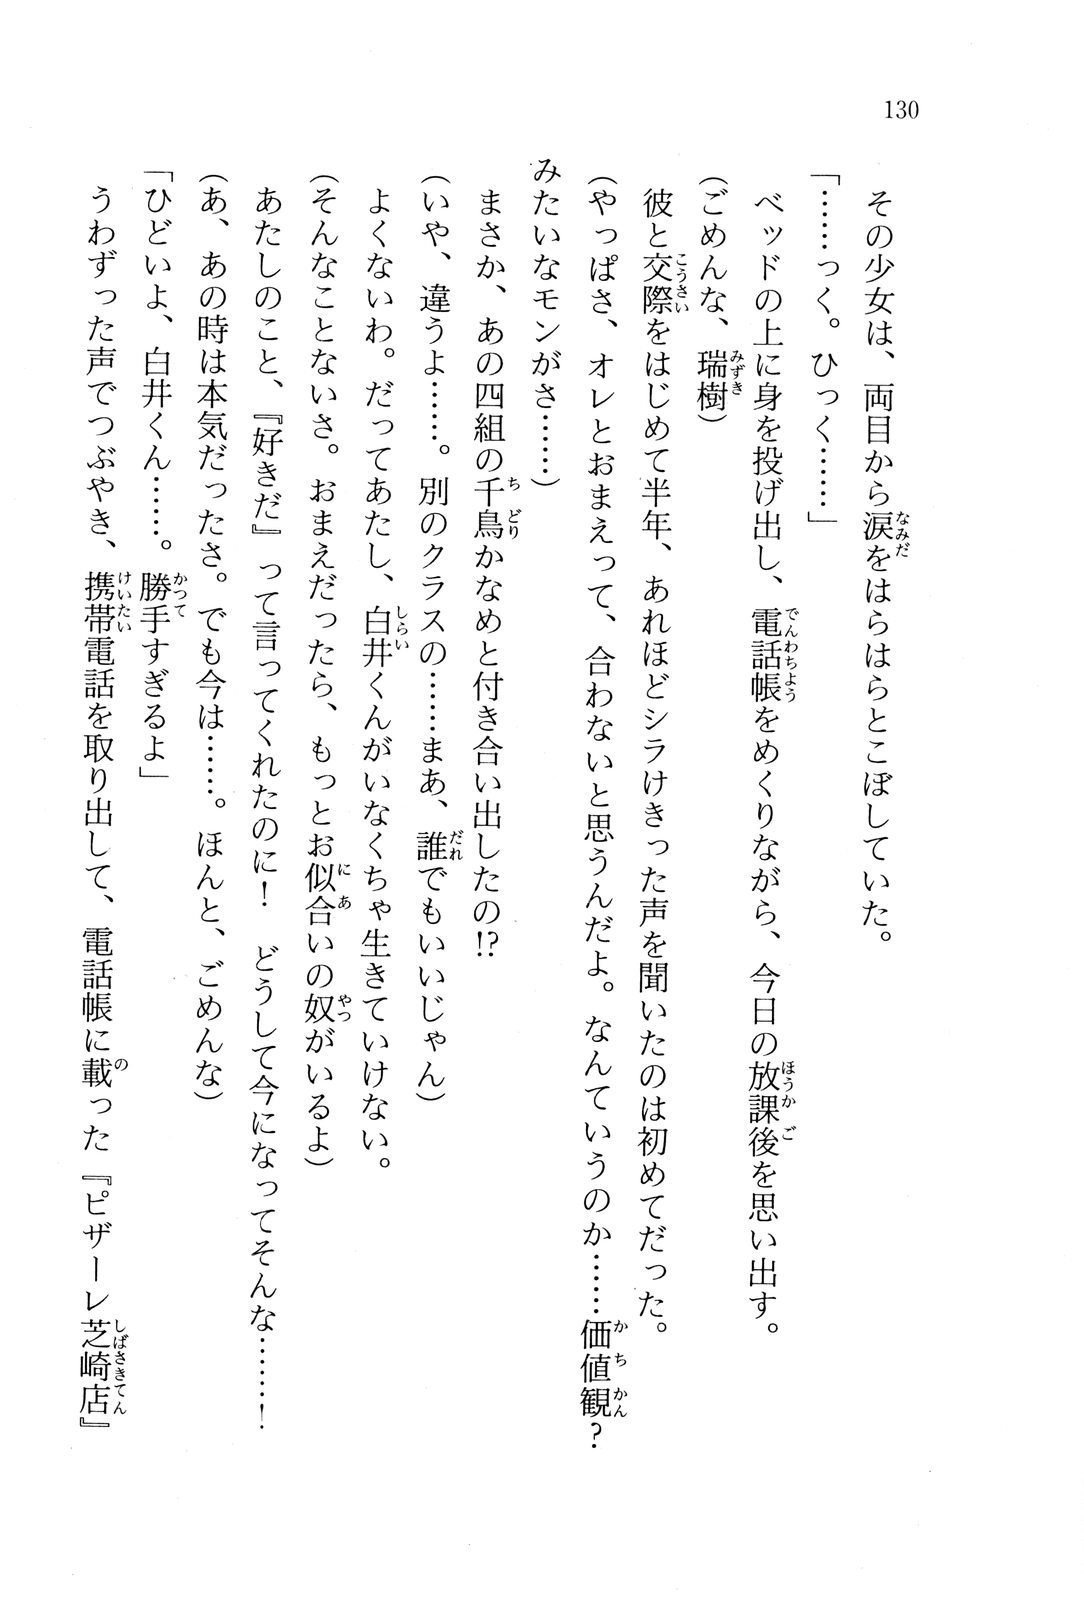 130
その少女は、両目から涙をはらはらとこぼしていた。
「……っく。ひっく……」
ベッドの上に身を投げ出し、電話帳をめくりながら、今日の放課後を思い出す。
(ごめんな、瑞樹)
彼と交際をはじめて半年、あれほどシラけきった声を聞いたのは初めてだった。
(やっぱさ、オレとおまえって、合わないと思うんだよ。なんていうのか……価値観?
みたいなモンがさ……)
まさか、あの四組の千鳥かなめと付き合い出したの!?
(いや、違うよ……。別のクラスの……まあ、誰でもいいじゃん)
よくないわ。だってあたし、白井くんがいなくちゃ生きていけない。
(そんなことないさ。おまえだったら、もっとお似合いの奴がいるよ)
あたしのこと、『好きだ』って言ってくれたのに! どうして今になってそんな……!
(あ、あの時は本気だったさ。でも今は……。ほんと、ごめんな)
「ひどいよ、白井くん……。勝手すぎるよ」
うわずった声でつぶやき、携帯電話を取り出して、電話帳に載った『ピザーレ芝崎店』